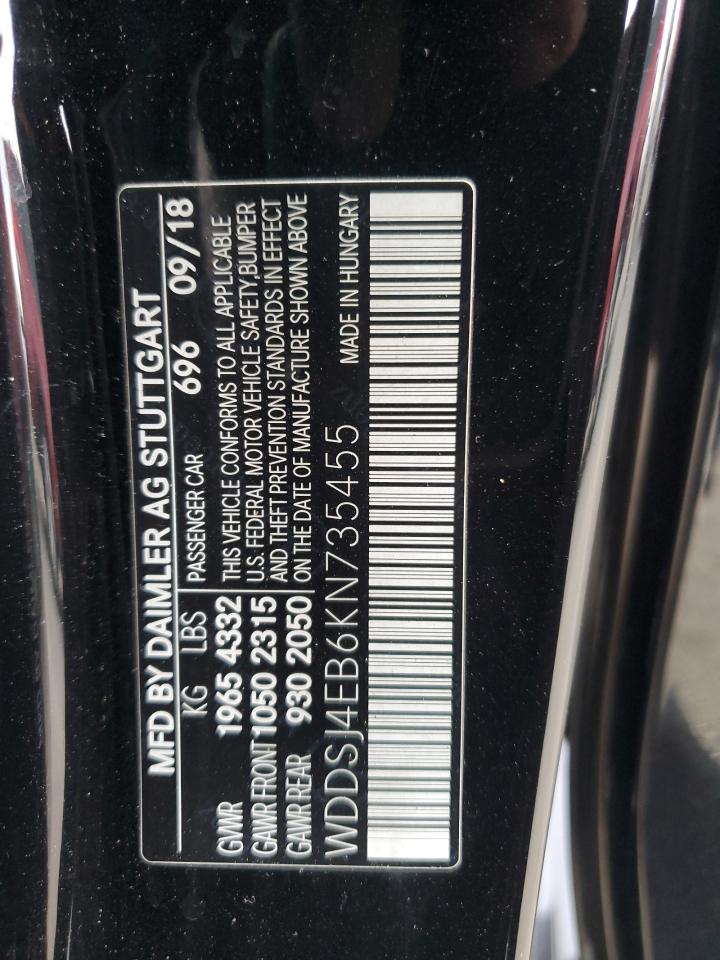 MFD BY DAIMLER AG STUTTGART
KG LBS PASSENGER CAR 696 09/18
GVWR 1965 4332 THIS VEHICLE CONFORMS TO ALL APPLICABLE
U.S. FEDERAL MOTOR VEHICLE SAFETY,BUMPER
GAWR FRONT 1050 2315 AND THEFT PREVENTION STANDARDS IN EFFECT
GAWR REAR 930 2050 ON THE DATE OF MANUFACTURE SHOWN ABOVE
WDDSJ4EB6KN735455 MADE IN HUNGARY